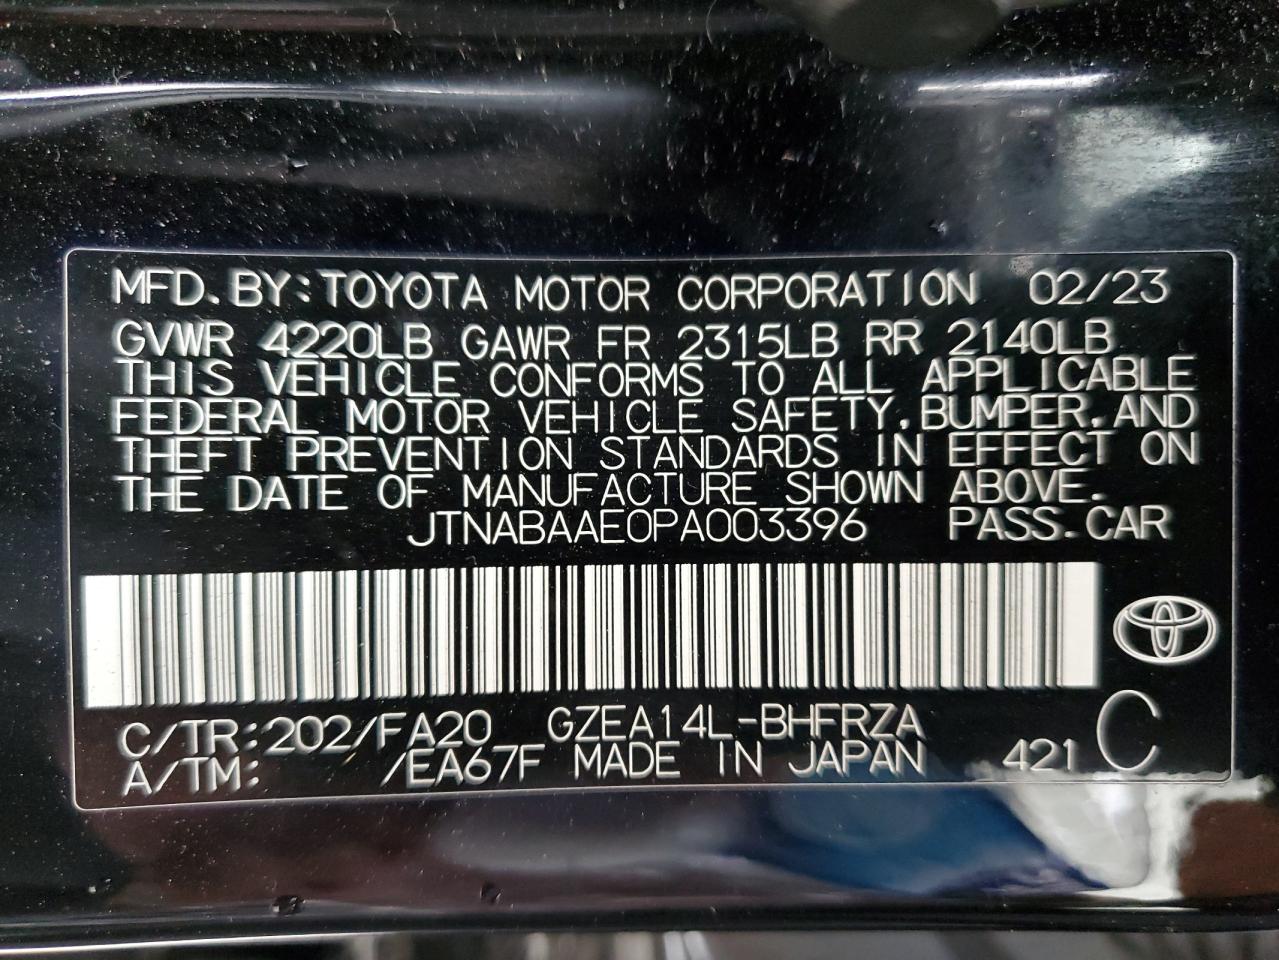 MFD. BY: TOYOTA MOTOR CORPORATION 02/23
GVWR 4220LB GAWR FR 2315LB RR 2140LB
THIS VEHICLE CONFORMS TO ALL APPLICABLE
FEDERAL MOTOR VEHICLE SAFETY, BUMPER, AND
THEFT PREVENTION STANDARDS IN EFFECT ON
THE DATE OF MANUFACTURE SHOWN ABOVE.
JTNABAAE0PA003396 PASS. CAR
C/TR: 202/FA20 GZEA14L-BHFRZA
A/TM: /EA67F MADE IN JAPAN 421 C